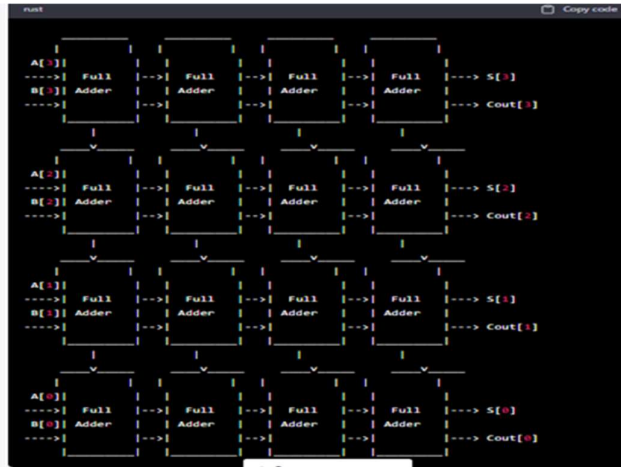 rust Copy code
A[3]
Full Full Full Full S[3]
B[3] Adder Adder Adder Adder
Cout[3]
A[2]
Full Full Full Full S[2]
B[2] Adder Adder Adder Adder
Cout[2]
A[1]
Full Full Full Full S[1]
B[1] Adder Adder Adder Adder
Cout[1]
A[0]
Full Full Full Full S[0]
B[0] Adder Adder Adder Adder
Cout[0]